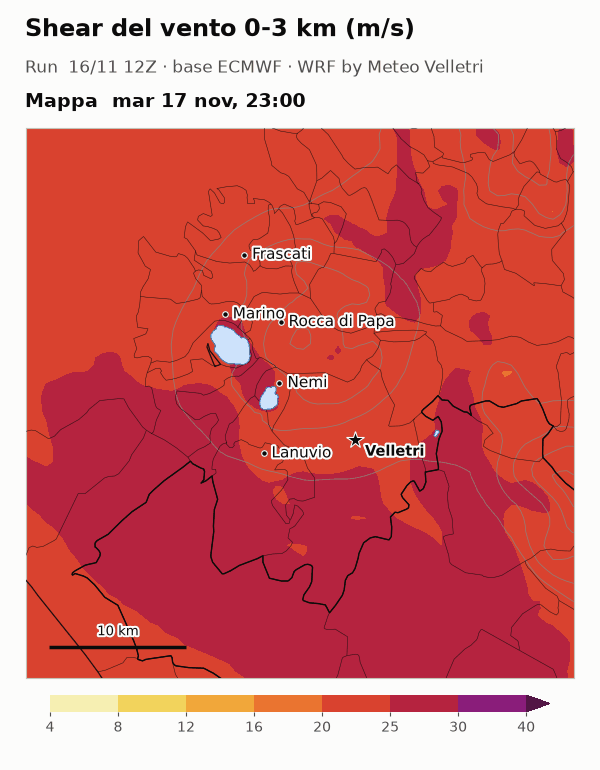 Shear del vento 0-3 km (m/s)
Run  16/11 12Z · base ECMWF · WRF by Meteo Velletri
Mappa  mar 17 nov, 23:00
Frascati
Marino
Rocca di Papa
Nemi
Velletri
Lanuvio
10 km
4 8 12 16 20 25 30 40